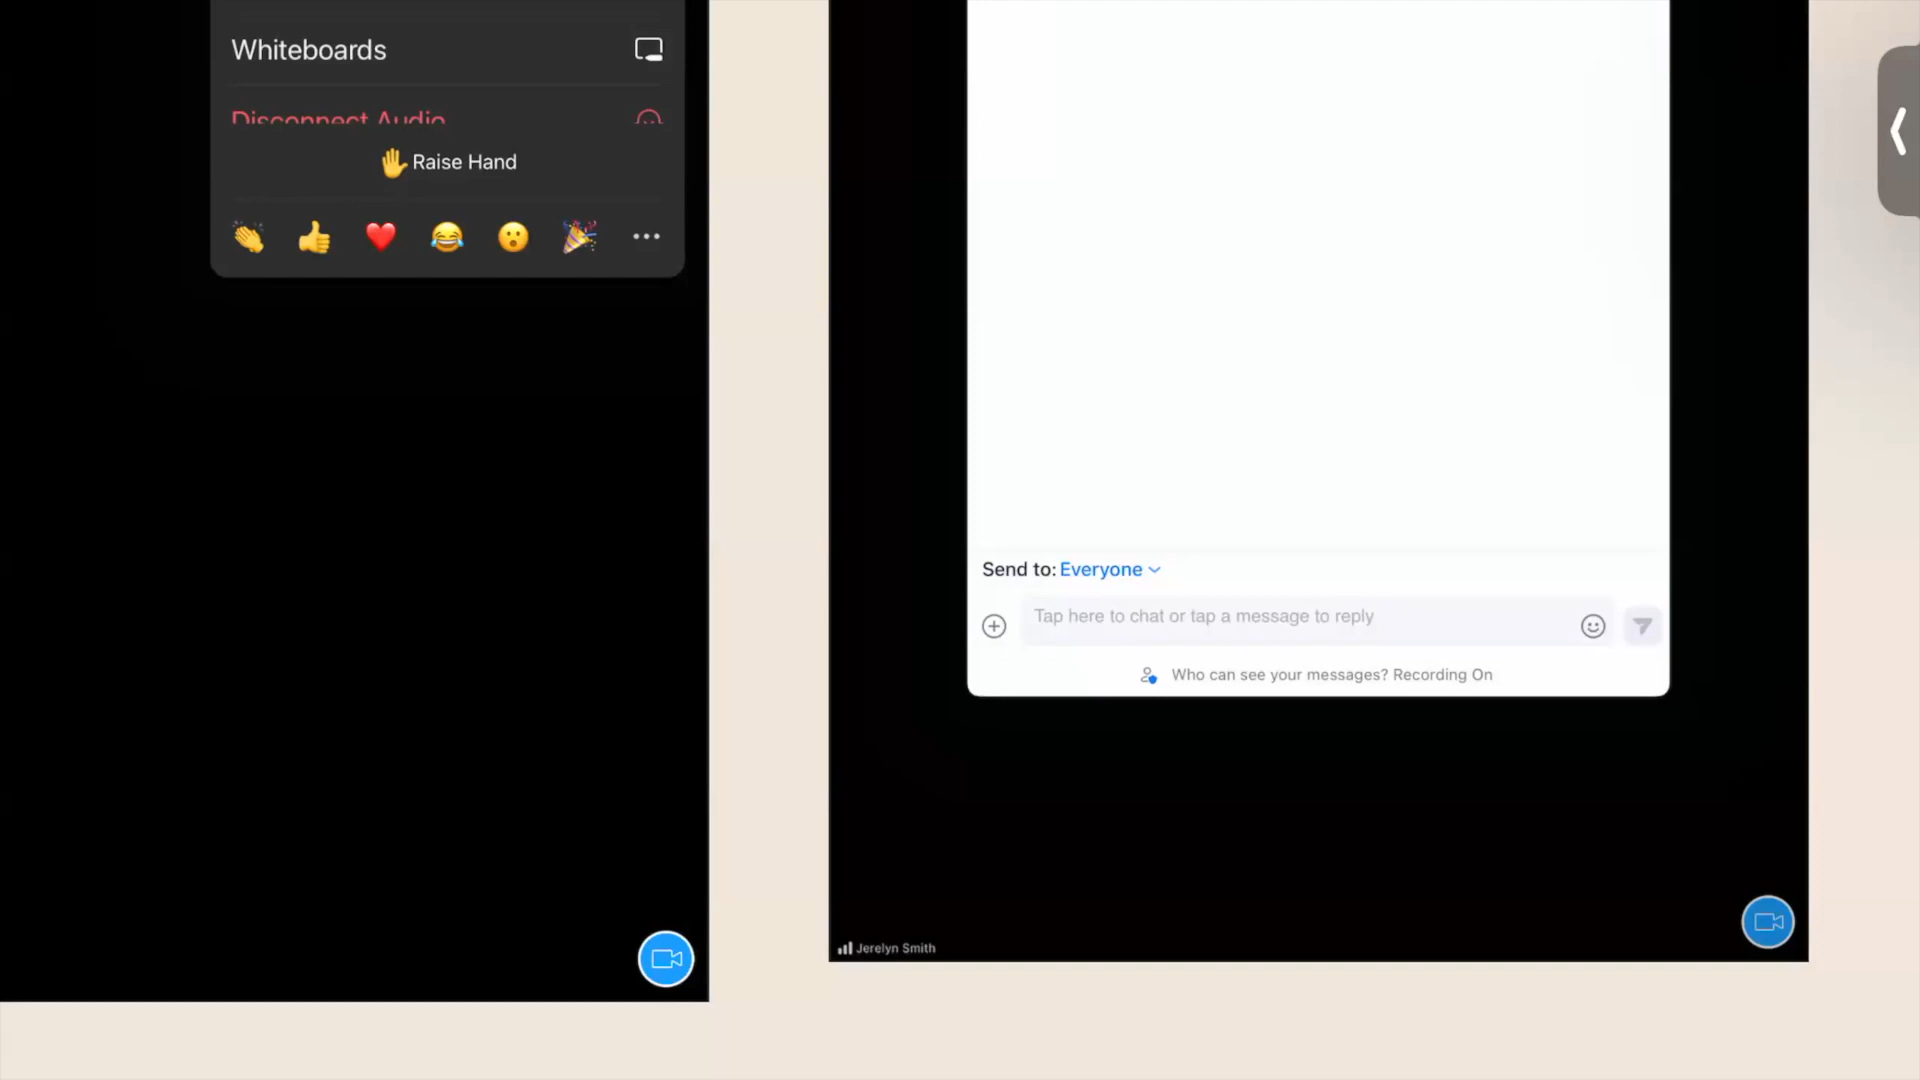 Whiteboards
Disconnect Audio
Raise Hand
Send to: Everyone
Tap here to chat or tap a message to reply
Who can see your messages? Recording On
Jerelyn Smith